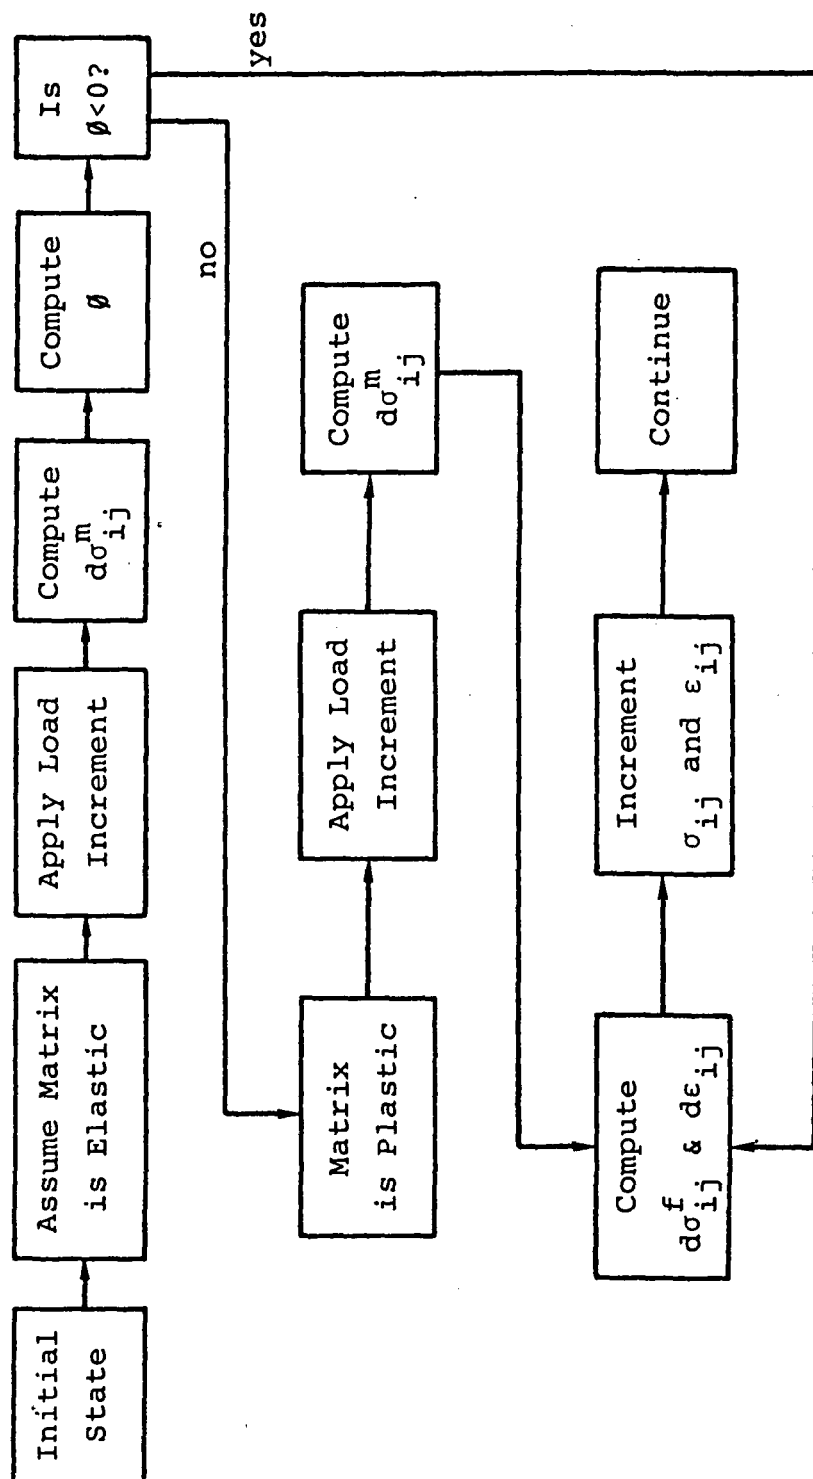 Initial
State
Assume Matrix
is Elastic
Apply Load
Increment
Compute
dσ^m_ij
Compute
ø
Is
ø<0?
yes
no
Matrix
is Plastic
Apply Load
Increment
Compute
dσ^m_ij
Compute
dσ^f_ij & dε_ij
Increment
σ_ij and ε_ij
Continue